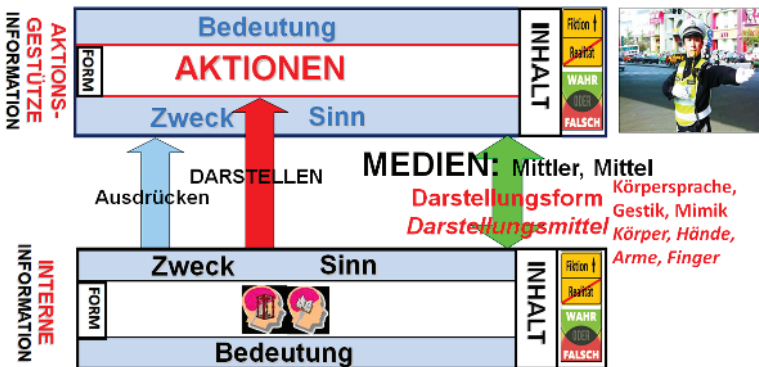 AKTIONS-
GESTÜTZE
INFORMATION
Bedeutung
FORM
AKTIONEN
Zweck Sinn
INHALT
Fiktion
Realität
WAHR
ODER
FALSCH
Ausdrücken
DARSTELLEN
MEDIEN: Mittler, Mittel
Darstellungsform
Darstellungsmittel
Körpersprache,
Gestik, Mimik
Körper, Hände,
Arme, Finger
INTERNE
INFORMATION
Zweck Sinn
FORM
Bedeutung
INHALT
Fiktion
Realität
WAHR
ODER
FALSCH